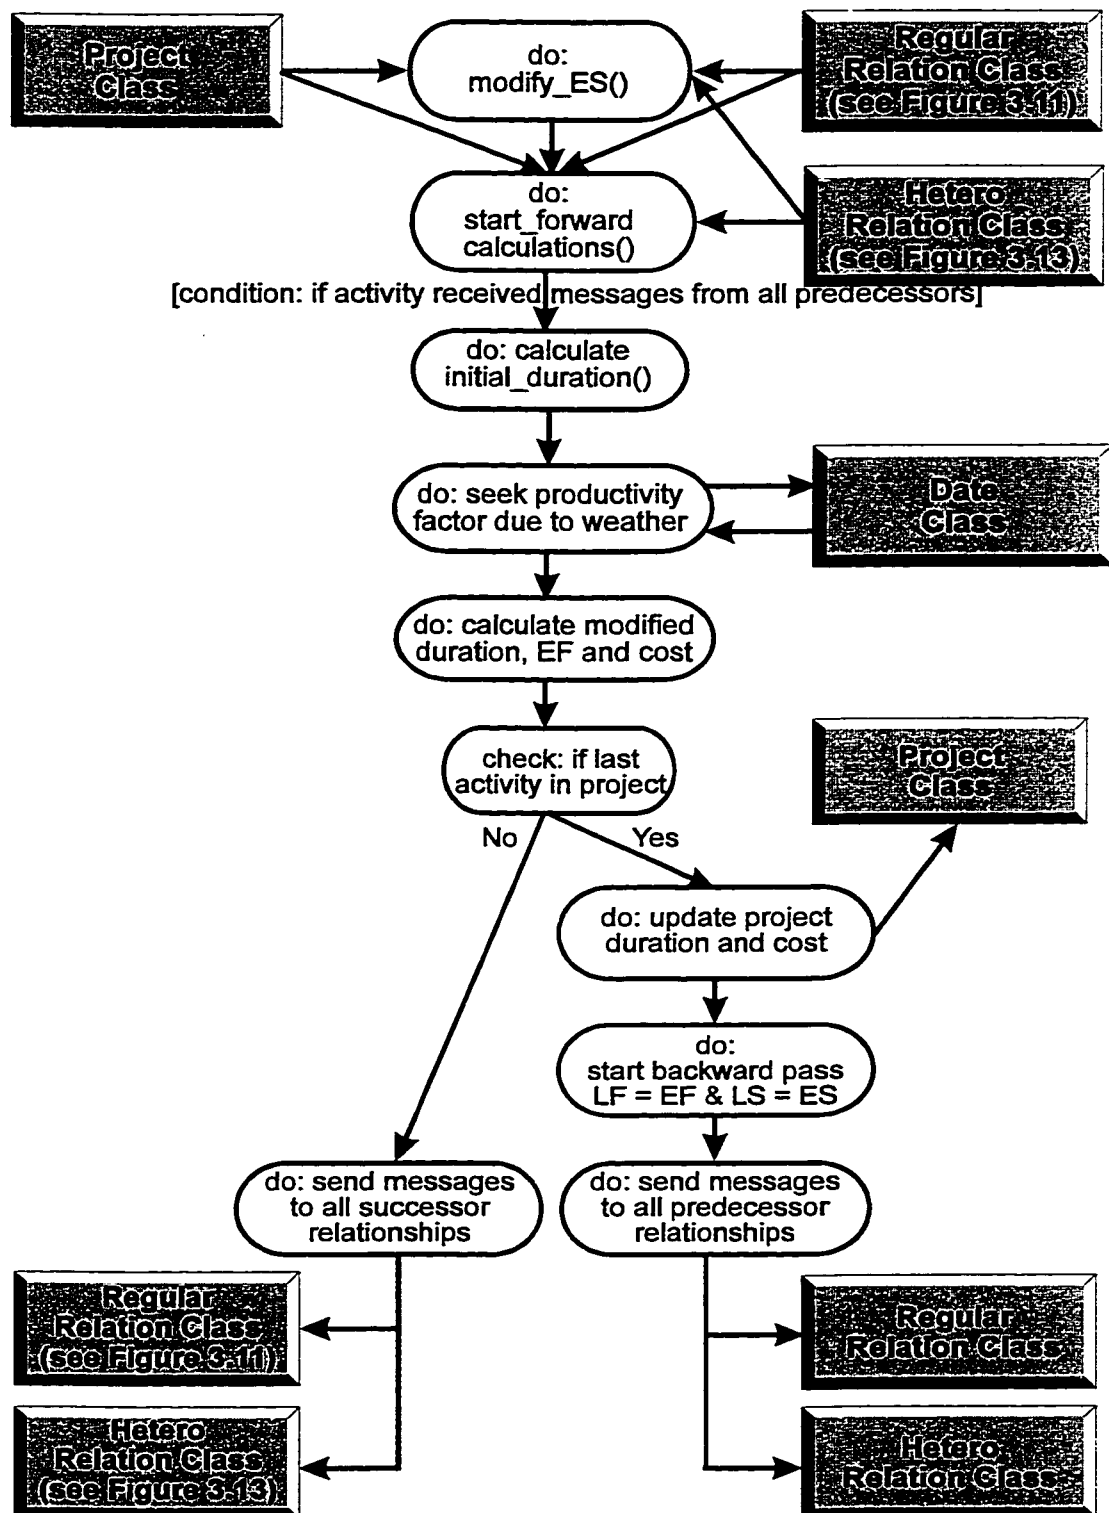 Project
Class
do:
modify_ES()
Regular
Relation Class
(see Figure 3-11)
do:
start_forward
calculations()
Hetero
Relation Class
(see Figure 3-13)
[condition: if activity received messages from all predecessors]
do: calculate
initial_duration()
do: seek productivity
factor due to weather
Date
Class
do: calculate modified
duration, EF and cost
check: if last
activity in project
Project
Class
No
Yes
do: update project
duration and cost
do:
start backward pass
LF = EF & LS = ES
do: send messages
to all successor
relationships
do: send messages
to all predecessor
relationships
Regular
Relation Class
(see Figure 3-11)
Regular
Relation Class
Hetero
Relation Class
(see Figure 3-13)
Hetero
Relation Class